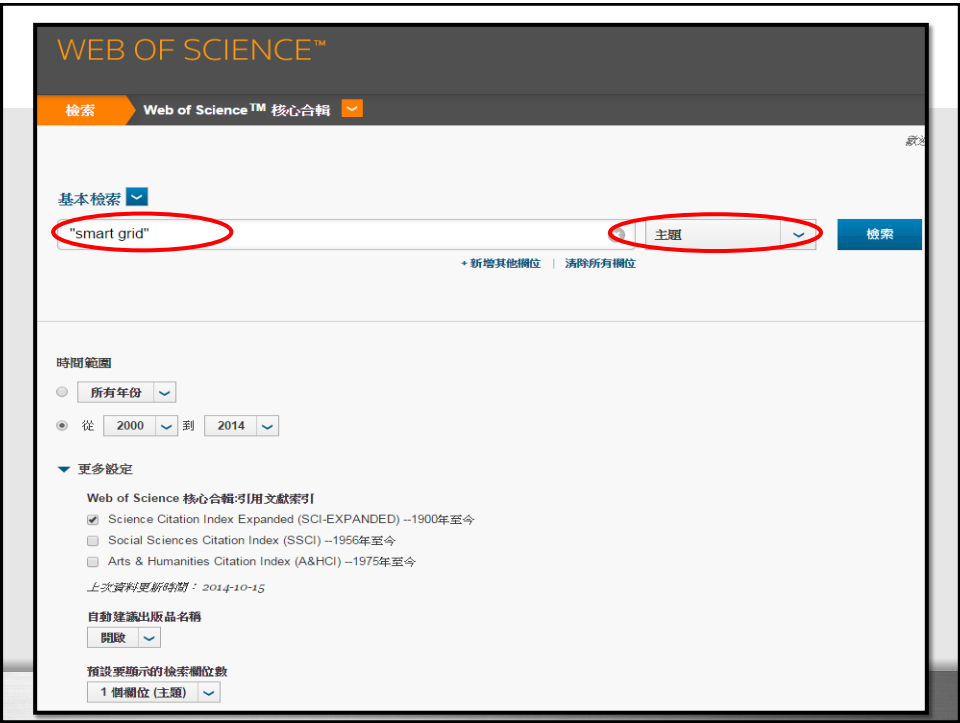 WEB OF SCIENCE™
檢索 Web of Science™ 核心合輯
歡迎
基本檢索
"smart grid" 主題 檢索
+ 新增其他欄位 | 清除所有欄位
時間範圍
所有年份
從 2000 到 2014
更多設定
Web of Science 核心合輯:引用文獻索引
Science Citation Index Expanded (SCI-EXPANDED) --1900年至今
Social Sciences Citation Index (SSCI) --1956年至今
Arts & Humanities Citation Index (A&HCI) --1975年至今
上次資料更新時間：2014-10-15
自動建議出版品名稱
開啟
預設要顯示的檢索欄位數
1 個欄位 (主題)